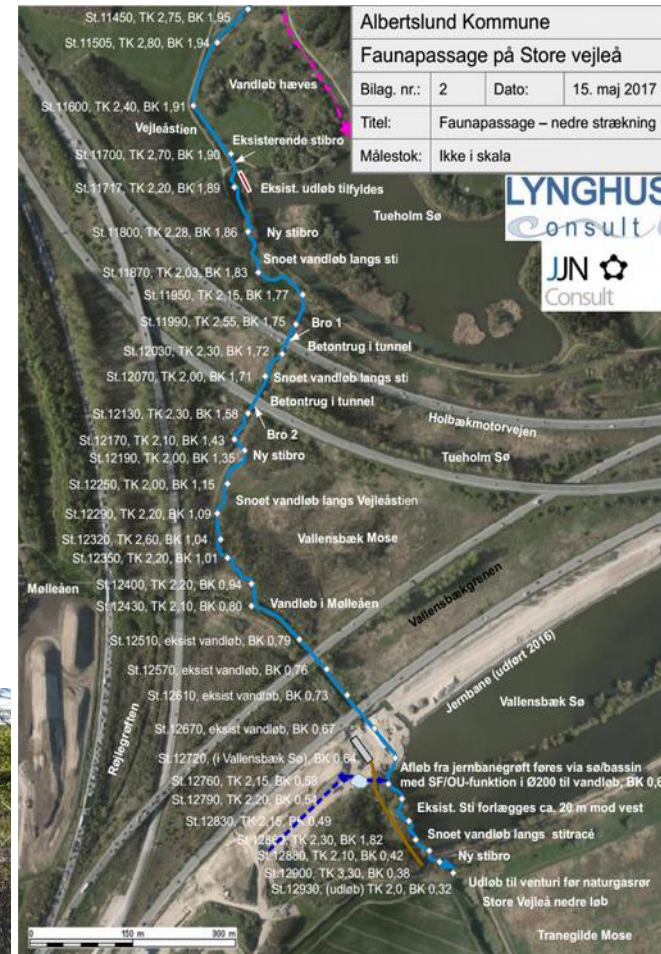 Albertslund Kommune
Faunapassage på Store vejleå
Bilag. nr.: 2 Dato: 15. maj 2017
Titel: Faunapassage – nedre strækning
Målestok: Ikke i skala
LYNGHUS
Consult
JJN
Consult
St.11450, TK 2,75, BK 1,95
St.11505, TK 2,80, BK 1,94
Vandløb hæves
St.11600, TK 2,40, BK 1,91
Vejleåstien
Eksisterende stibro
St.11700, TK 2,70, BK 1,90
St.11717, TK 2,20, BK 1,89
Eksist. udløb tilfyldes
Tueholm Sø
St.11800, TK 2,28, BK 1,86
Ny stibro
Snoet vandløb langs sti
St.11870, TK 2,03, BK 1,83
St.11950, TK 2,15, BK 1,77
St.11990, TK 2,55, BK 1,75
Bro 1
Betontrug i tunnel
St.12030, TK 2,30, BK 1,72
St.12070, TK 2,00, BK 1,71
Snoet vandløb langs sti
Betontrug i tunnel
St.12130, TK 2,30, BK 1,58
Holbækmotorvejen
Bro 2
St.12170, TK 2,10, BK 1,43
St.12190, TK 2,00, BK 1,35
Ny stibro
Tueholm Sø
St.12250, TK 2,00, BK 1,15
Snoet vandløb langs Vejleåstien
St.12290, TK 2,20, BK 1,09
St.12320, TK 2,60, BK 1,04
Vallensbæk Mose
St.12350, TK 2,20, BK 1,01
Mølleåen
St.12400, TK 2,20, BK 0,94
St.12430, TK 2,10, BK 0,80
Vandløb i Mølleåen
Vallensbækgrenen
St.12510, eksist vandløb, BK 0,79
St.12570, eksist vandløb, BK 0,76
St.12610, eksist vandløb, BK 0,73
Jernbane (udført 2016)
Vallensbæk Sø
St.12670, eksist vandløb, BK 0,67
Røjlegrøften
St.12720, (i Vallensbæk Sø), BK 0,64
Afløb fra jernbanegrøft føres via sø/bassin
med SF/OU-funktion i Ø200 til vandløb, BK 0,6
St.12760, TK 2,15, BK 0,58
St.12790, TK 2,20, BK 0,54
Eksist. Sti forlægges ca. 20 m mod vest
St.12830, TK 2,15, BK 0,49
Snoet vandløb langs stitracé
TK 2,30, BK 1,82
St.12880, TK 2,10, BK 0,42
Ny stibro
St.12900, TK 3,30, BK 0,38
Udløb til venturi før naturgasrør
St.12930, (udløb) TK 2,0, BK 0,32
Store Vejleå nedre løb
Tranegilde Mose
0 150 m 300 m